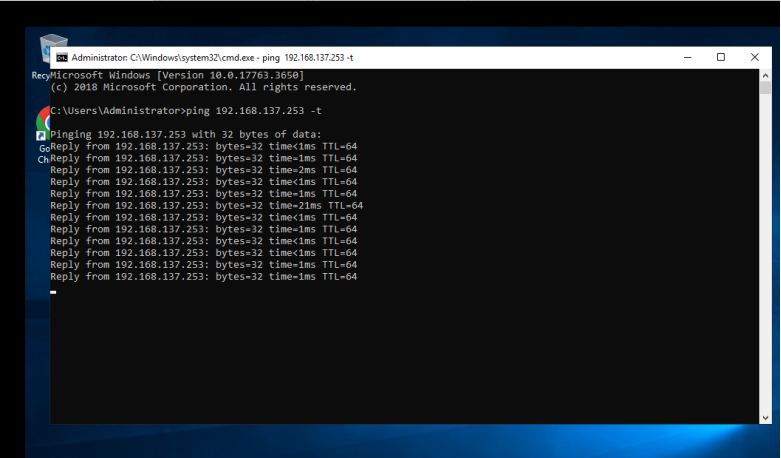 Administrator: C:\Windows\system32\cmd.exe - ping 192.168.137.253 -t
Recy
Microsoft Windows [Version 10.0.17763.3650]
(c) 2018 Microsoft Corporation. All rights reserved.
C:\Users\Administrator>ping 192.168.137.253 -t
Pinging 192.168.137.253 with 32 bytes of data:
Go
Ch
Reply from 192.168.137.253: bytes=32 time<1ms TTL=64
Reply from 192.168.137.253: bytes=32 time=1ms TTL=64
Reply from 192.168.137.253: bytes=32 time=2ms TTL=64
Reply from 192.168.137.253: bytes=32 time<1ms TTL=64
Reply from 192.168.137.253: bytes=32 time=1ms TTL=64
Reply from 192.168.137.253: bytes=32 time=21ms TTL=64
Reply from 192.168.137.253: bytes=32 time<1ms TTL=64
Reply from 192.168.137.253: bytes=32 time=1ms TTL=64
Reply from 192.168.137.253: bytes=32 time<1ms TTL=64
Reply from 192.168.137.253: bytes=32 time<1ms TTL=64
Reply from 192.168.137.253: bytes=32 time=1ms TTL=64
Reply from 192.168.137.253: bytes=32 time=1ms TTL=64